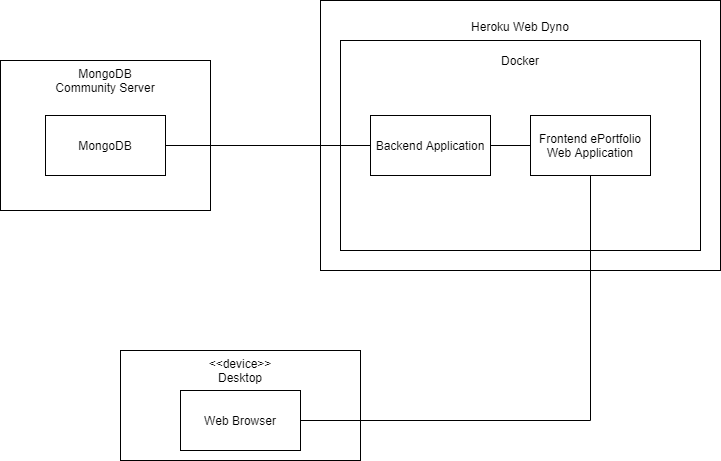 Heroku Web Dyno
Docker
MongoDB
Community Server
MongoDB
Backend Application
Frontend ePortfolio
Web Application
<<device>>
Desktop
Web Browser